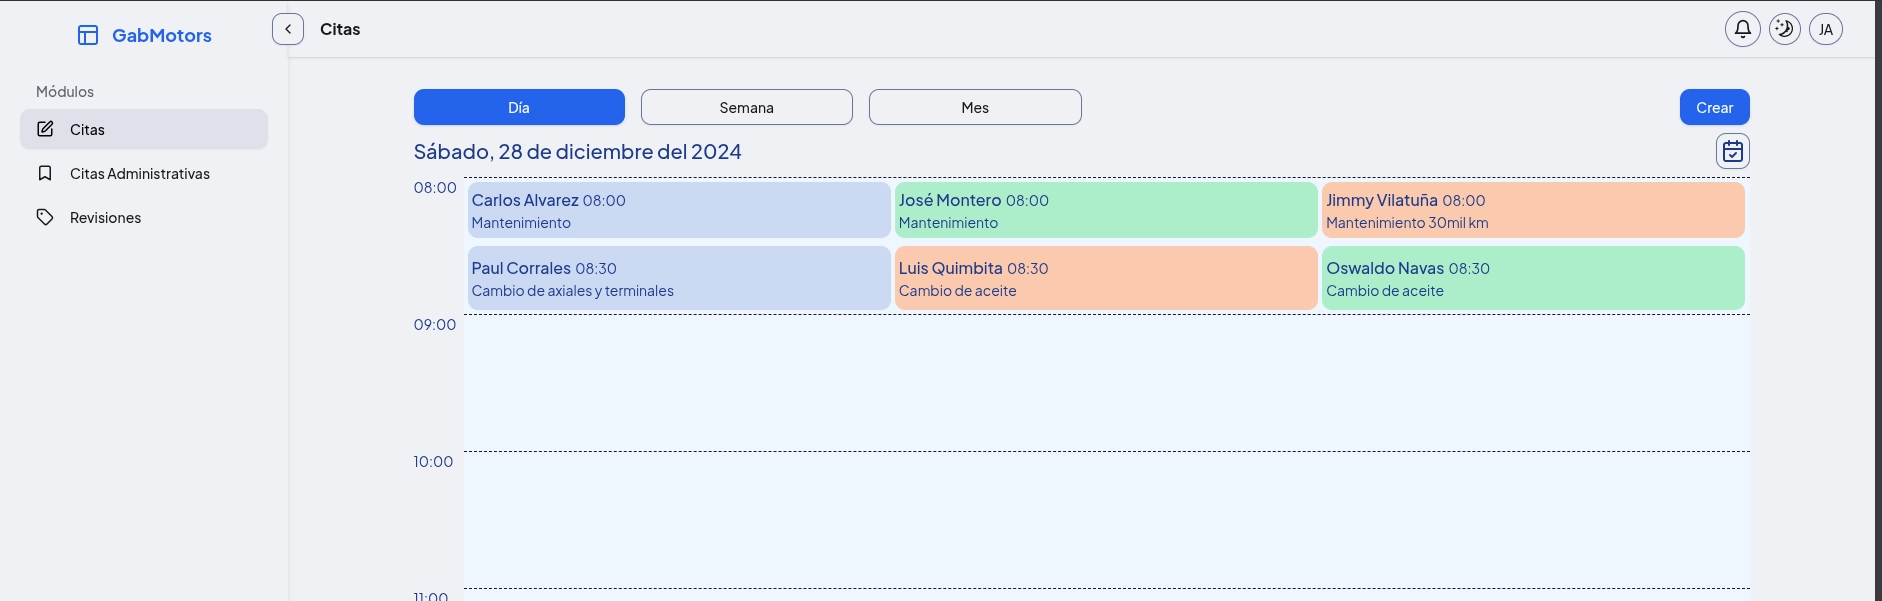 GabMotors
Citas
JA
Módulos
Citas
Citas Administrativas
Revisiones
Día
Semana
Mes
Crear
Sábado, 28 de diciembre del 2024
08:00
Carlos Alvarez 08:00
Mantenimiento
José Montero 08:00
Mantenimiento
Jimmy Vilatuña 08:00
Mantenimiento 30mil km
Paul Corrales 08:30
Cambio de axiales y terminales
Luis Quimbita 08:30
Cambio de aceite
Oswaldo Navas 08:30
Cambio de aceite
09:00
10:00
11:00